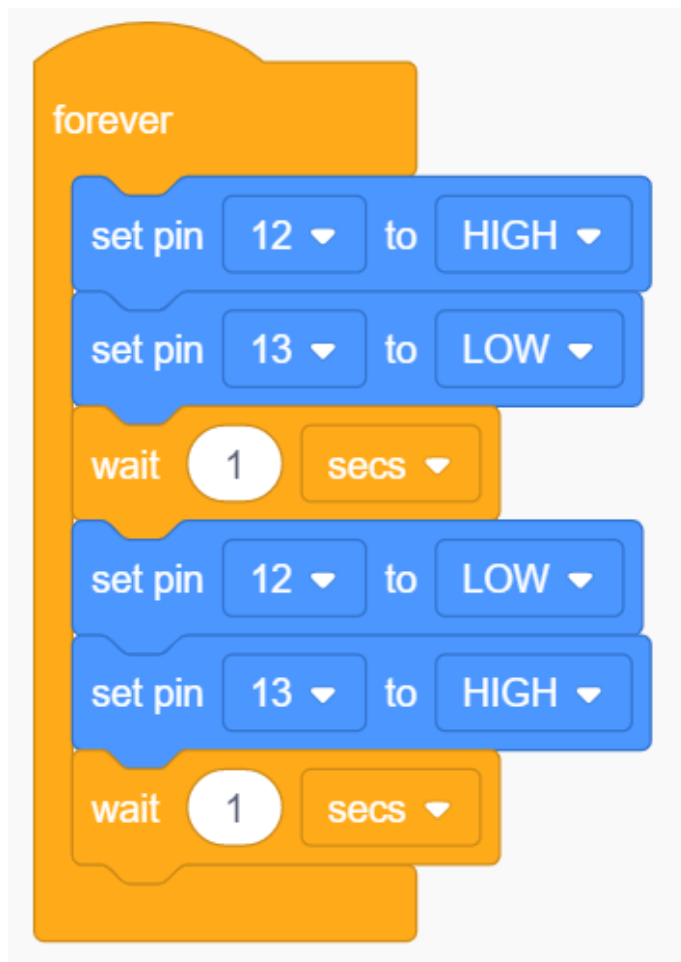 forever
set pin 12 to HIGH
set pin 13 to LOW
wait 1 secs
set pin 12 to LOW
set pin 13 to HIGH
wait 1 secs